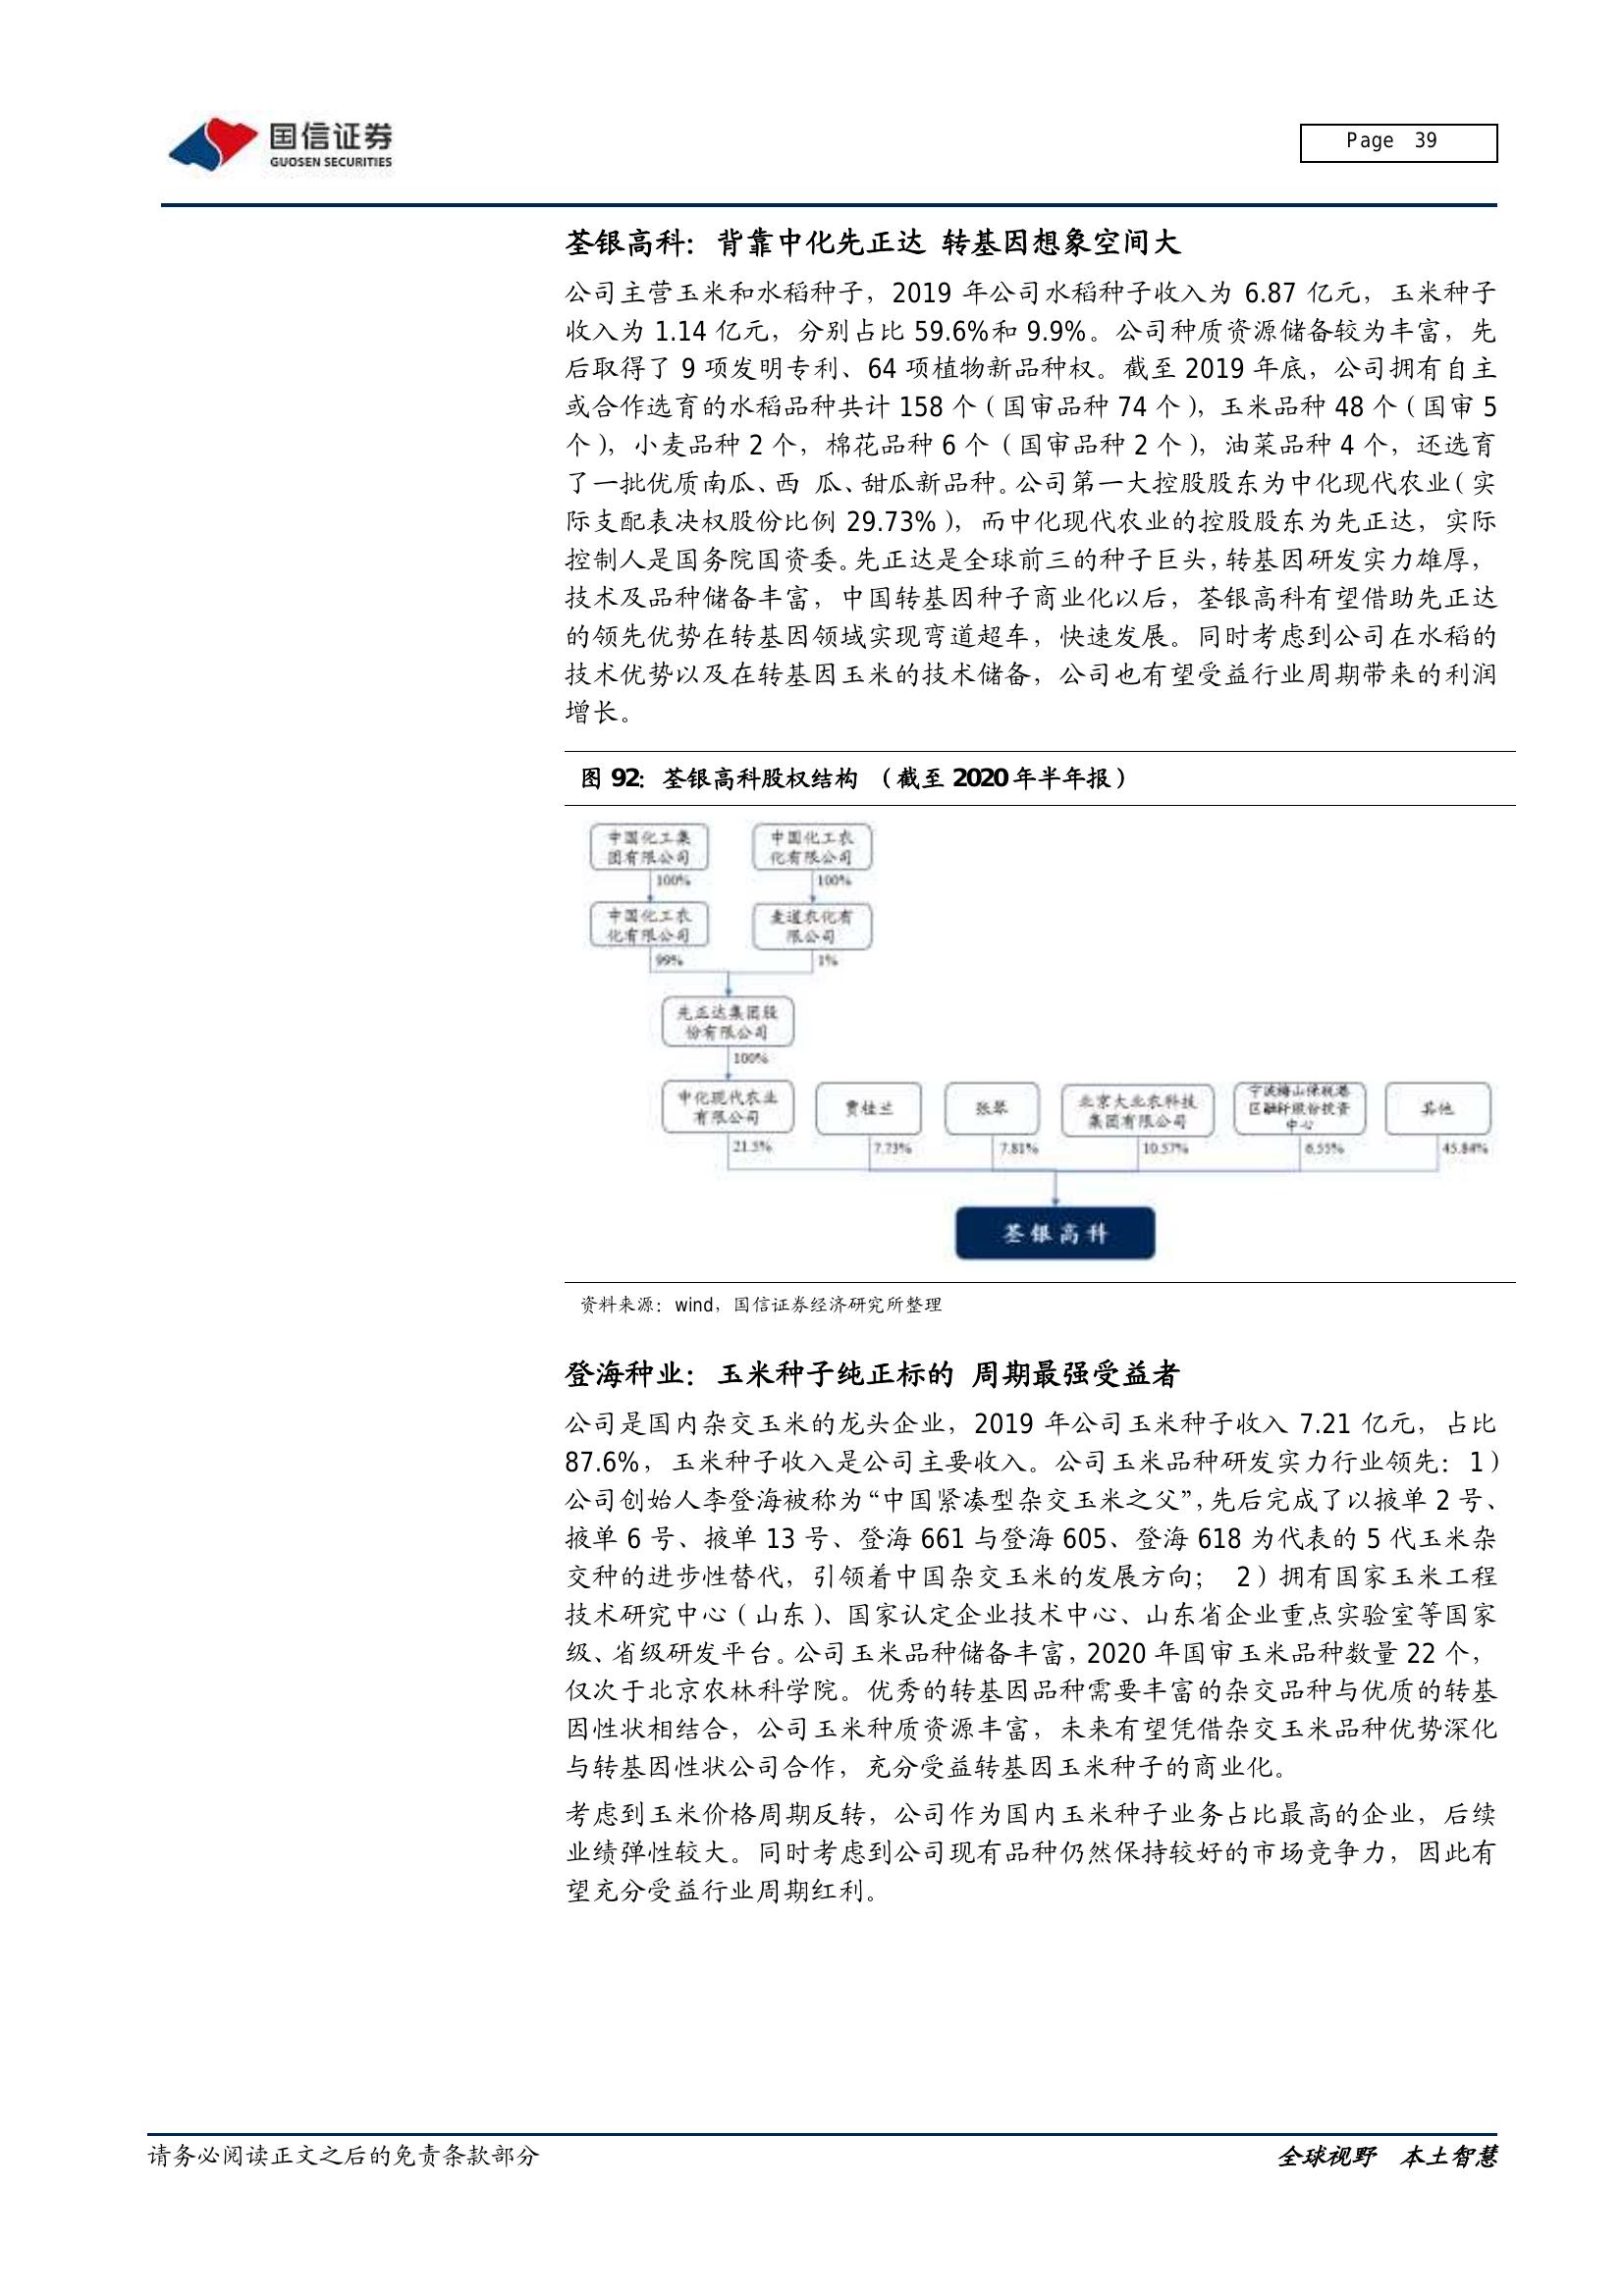 国信证券
GUOSEN SECURITIES
Page 39
荃银高科：背靠中化先正达 转基因想象空间大
公司主营玉米和水稻种子，2019 年公司水稻种子收入为 6.87 亿元，玉米种子
收入为 1.14 亿元，分别占比 59.6%和 9.9%。公司种质资源储备较为丰富，先
后取得了 9 项发明专利、64 项植物新品种权。截至 2019 年底，公司拥有自主
或合作选育的水稻品种共计 158 个（国审品种 74 个），玉米品种 48 个（国审 5
个），小麦品种 2 个，棉花品种 6 个（国审品种 2 个），油菜品种 4 个，还选育
了一批优质南瓜、西 瓜、甜瓜新品种。公司第一大控股股东为中化现代农业（实
际支配表决权股份比例 29.73%），而中化现代农业的控股股东为先正达，实际
控制人是国务院国资委。先正达是全球前三的种子巨头，转基因研发实力雄厚，
技术及品种储备丰富，中国转基因种子商业化以后，荃银高科有望借助先正达
的领先优势在转基因领域实现弯道超车，快速发展。同时考虑到公司在水稻的
技术优势以及在转基因玉米的技术储备，公司也有望受益行业周期带来的利润
增长。
图 92：荃银高科股权结构 （截至 2020 年半年报）
中国化工集
团有限公司
中国化工农
化有限公司
100%
100%
中国化工农
化有限公司
麦道农化有
限公司
99%
1%
先正达集团股
份有限公司
100%
中化现代农业
有限公司
贾桂兰
张琴
北京大北农科技
集团有限公司
宁波梅山保税港
区融轩股份投资
中心
其他
21.5%
7.73%
7.81%
10.57%
6.55%
45.84%
荃银高科
资料来源：wind，国信证券经济研究所整理
登海种业：玉米种子纯正标的 周期最强受益者
公司是国内杂交玉米的龙头企业，2019 年公司玉米种子收入 7.21 亿元，占比
87.6%，玉米种子收入是公司主要收入。公司玉米品种研发实力行业领先：1）
公司创始人李登海被称为“中国紧凑型杂交玉米之父”，先后完成了以掖单 2 号、
掖单 6 号、掖单 13 号、登海 661 与登海 605、登海 618 为代表的 5 代玉米杂
交种的进步性替代，引领着中国杂交玉米的发展方向； 2）拥有国家玉米工程
技术研究中心（山东）、国家认定企业技术中心、山东省企业重点实验室等国家
级、省级研发平台。公司玉米品种储备丰富，2020 年国审玉米品种数量 22 个，
仅次于北京农林科学院。优秀的转基因品种需要丰富的杂交品种与优质的转基
因性状相结合，公司玉米种质资源丰富，未来有望凭借杂交玉米品种优势深化
与转基因性状公司合作，充分受益转基因玉米种子的商业化。
考虑到玉米价格周期反转，公司作为国内玉米种子业务占比最高的企业，后续
业绩弹性较大。同时考虑到公司现有品种仍然保持较好的市场竞争力，因此有
望充分受益行业周期红利。
请务必阅读正文之后的免责条款部分
全球视野 本土智慧